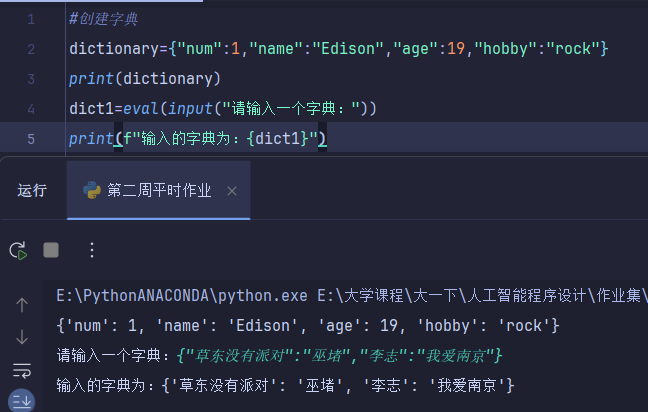 1 #创建字典
2 dictionary={"num":1,"name":"Edison","age":19,"hobby":"rock"}
3 print(dictionary)
4 dict1=eval(input("请输入一个字典："))
5 print(f"输入的字典为：{dict1}")
运行 第二周平时作业 ×
E:\PythonANACONDA\python.exe E:\大学课程\大一下\人工智能程序设计\作业集\
{'num': 1, 'name': 'Edison', 'age': 19, 'hobby': 'rock'}
请输入一个字典：{"草东没有派对":"巫堵","李志":"我爱南京"}
输入的字典为：{'草东没有派对': '巫堵', '李志': '我爱南京'}